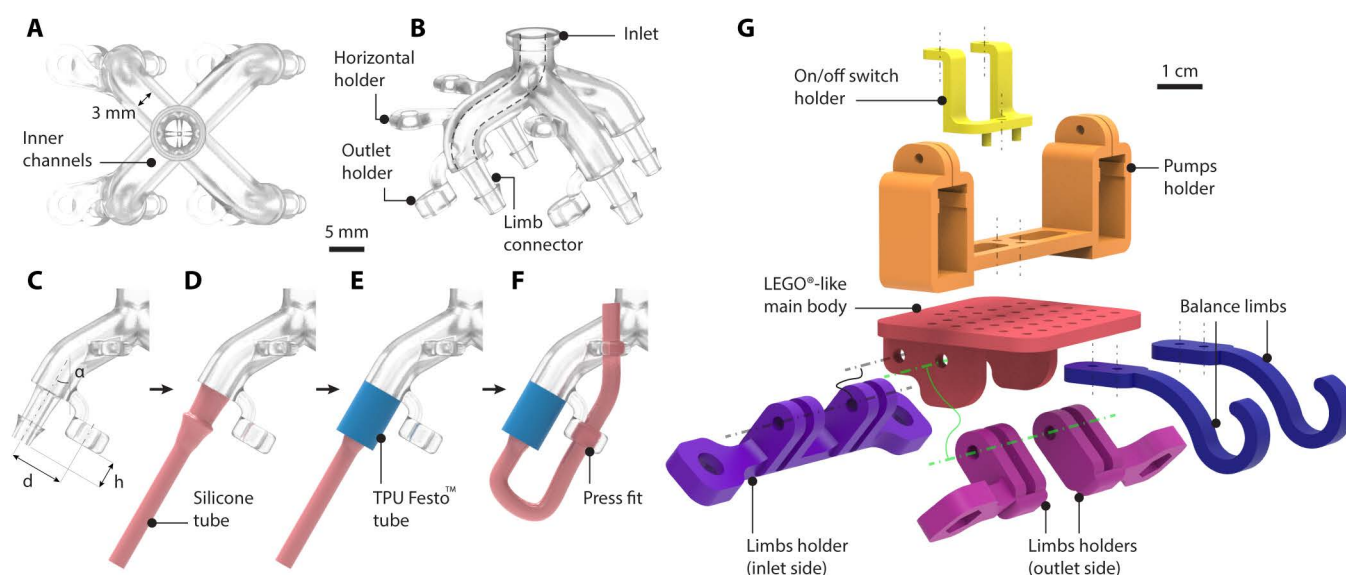 A
3 mm
Inner
channels
B
Inlet
Horizontal
holder
Outlet
holder
Limb
connector
5 mm
C
α
d
h
D
Silicone
tube
E
TPU Festo™
tube
F
Press fit
G
On/off switch
holder
1 cm
Pumps
holder
LEGO®-like
main body
Balance limbs
Limbs holder
(inlet side)
Limbs holders
(outlet side)